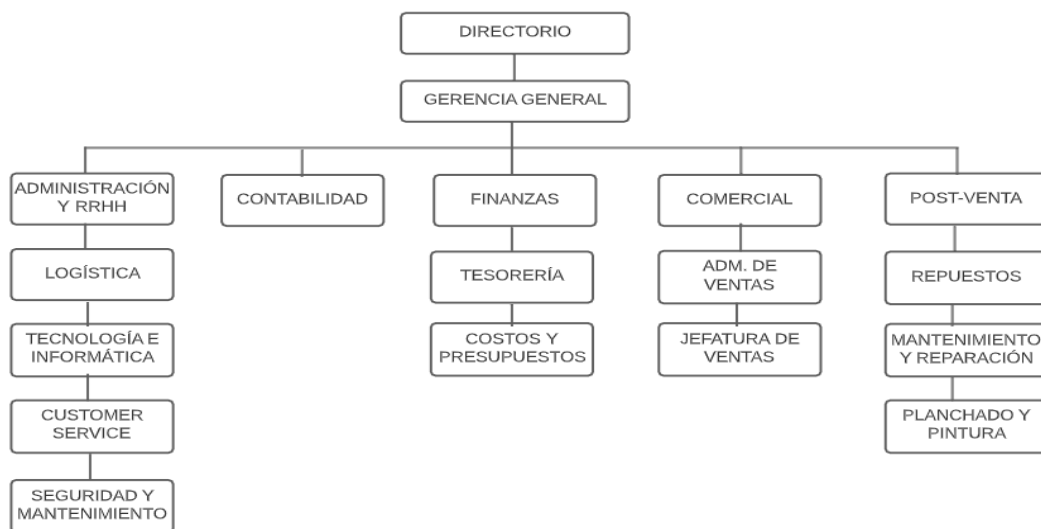 DIRECTORIO
GERENCIA GENERAL
ADMINISTRACIÓN
Y RRHH
CONTABILIDAD
FINANZAS
COMERCIAL
POST-VENTA
LOGÍSTICA
TESORERÍA
ADM. DE
VENTAS
REPUESTOS
TECNOLOGÍA E
INFORMÁTICA
COSTOS Y
PRESUPUESTOS
JEFATURA DE
VENTAS
MANTENIMIENTO
Y REPARACIÓN
CUSTOMER
SERVICE
PLANCHADO Y
PINTURA
SEGURIDAD Y
MANTENIMIENTO